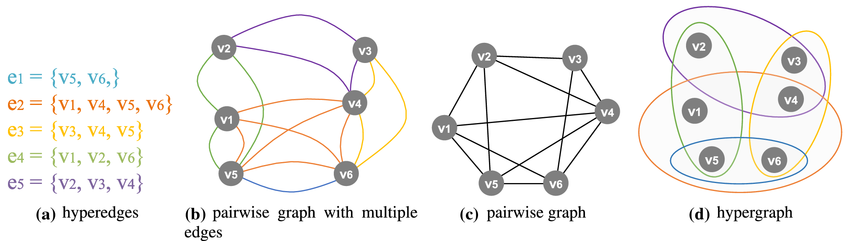 e1 = {v5, v6,}
e2 = {v1, v4, v5, v6}
e3 = {v3, v4, v5}
e4 = {v1, v2, v6}
e5 = {v2, v3, v4}
(a) hyperedges
v2
v3
v4
v1
v5
v6
(b) pairwise graph with multiple
edges
v2
v3
v4
v1
v5
v6
(c) pairwise graph
v2
v3
v4
v1
v5
v6
(d) hypergraph